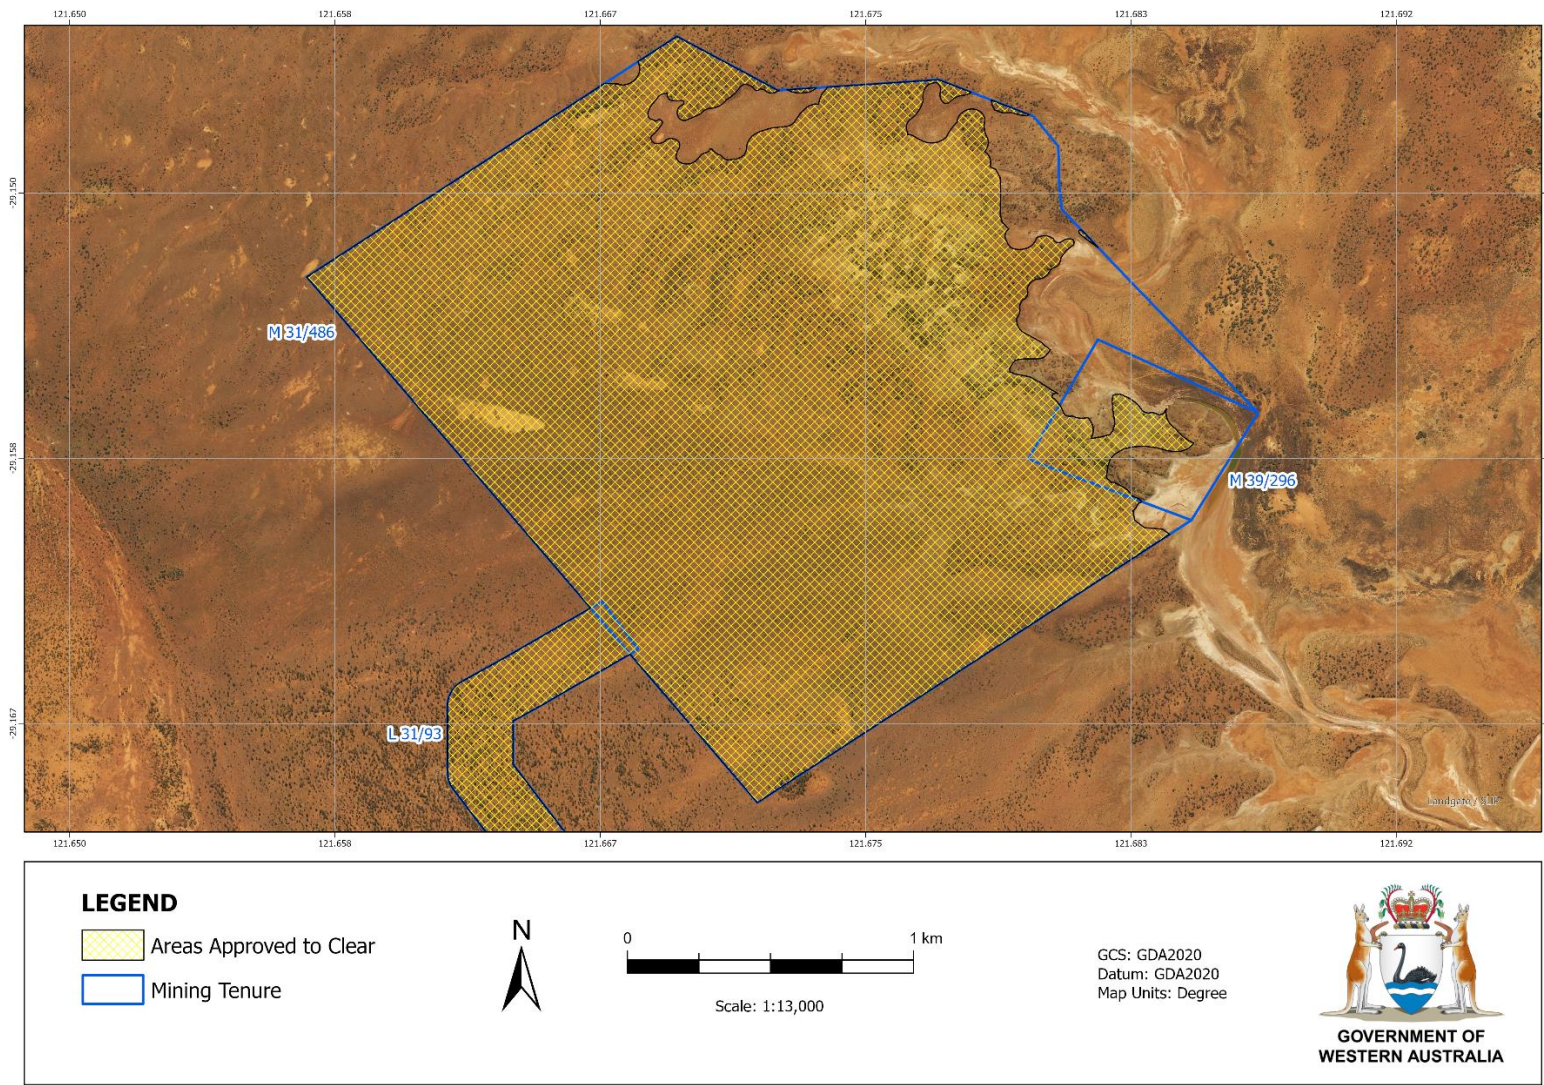 121.650 121.658 121.667 121.675 121.683 121.692
-29.150
-29.158
-29.167
M 31/486
M 39/296
L 31/93
Landgate / SLIP
121.650 121.658 121.667 121.675 121.683 121.692
LEGEND
Areas Approved to Clear
Mining Tenure
N
0 1 km
Scale: 1:13,000
GCS: GDA2020
Datum: GDA2020
Map Units: Degree
GOVERNMENT OF
WESTERN AUSTRALIA